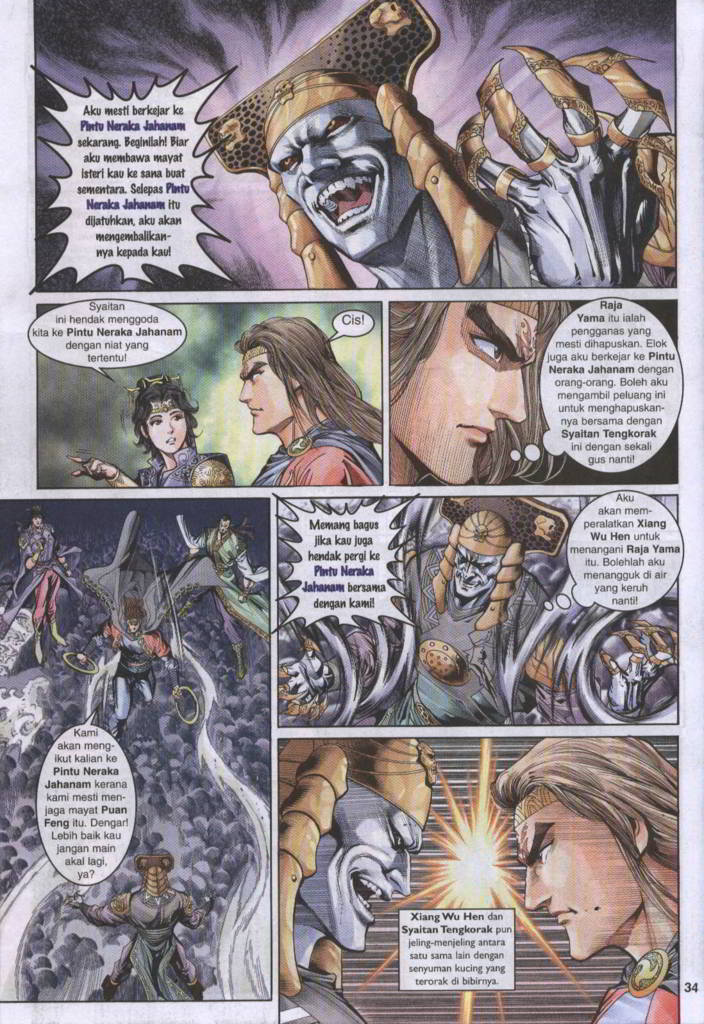 Aku mesti berkejar ke
Pintu Neraka Jahanam
sekarang. Beginilah! Biar
aku membawa mayat
isteri kau ke sana buat
sementara. Selepas Pintu
Neraka Jahanam itu
dijatuhkan, aku akan
mengembalikan-
nya kepada kau!
Syaitan
ini hendak menggoda
kita ke Pintu Neraka Jahanam
dengan niat yang
tertentu!
Cis!
Raja
Yama itu ialah
pengganas yang
mesti dihapuskan. Elok
juga aku berkejar ke Pintu
Neraka Jahanam dengan
orang-orang. Boleh aku
mengambil peluang ini
untuk menghapuskan-
nya bersama dengan
Syaitan Tengkorak
ini dengan sekali
gus nanti!
Kami
akan meng-
ikut kalian ke
Pintu Neraka
Jahanam kerana
kami mesti men-
jaga mayat Puan
Feng itu. Dengar!
Lebih baik kau
jangan main
akal lagi,
ya?
Memang bagus
jika kau juga
hendak pergi ke
Pintu Neraka
Jahanam bersama
dengan kami!
Aku
akan mem-
peralatkan Xiang
Wu Hen untuk
menangani Raja Yama
itu. Bolehlah aku
menangguk di air
yang keruh
nanti!
Xiang Wu Hen dan
Syaitan Tengkorak pun
jeling-menjeling antara
satu sama lain dengan
senyuman kucing yang
terorak di bibirnya.
34